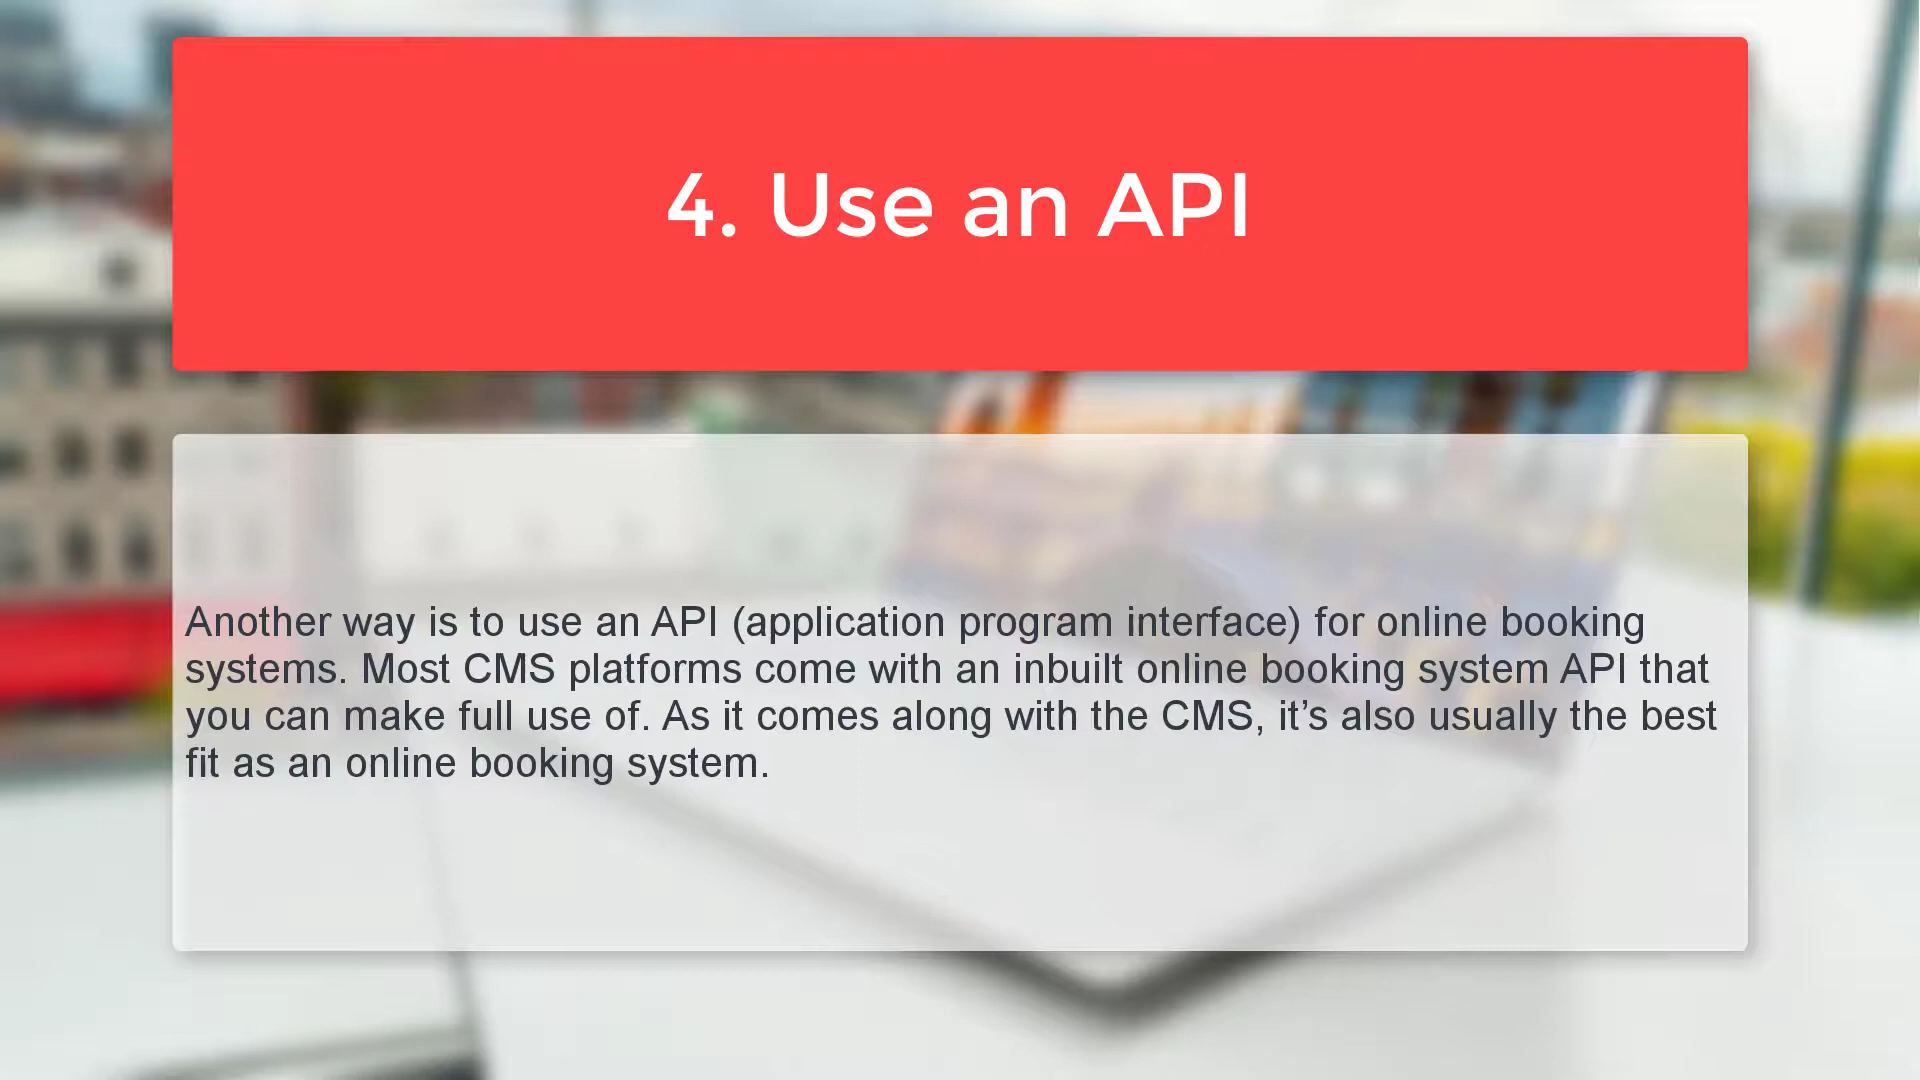 4. Use an API
Another way is to use an API (application program interface) for online booking
systems. Most CMS platforms come with an inbuilt online booking system API that
you can make full use of. As it comes along with the CMS, it’s also usually the best
fit as an online booking system.